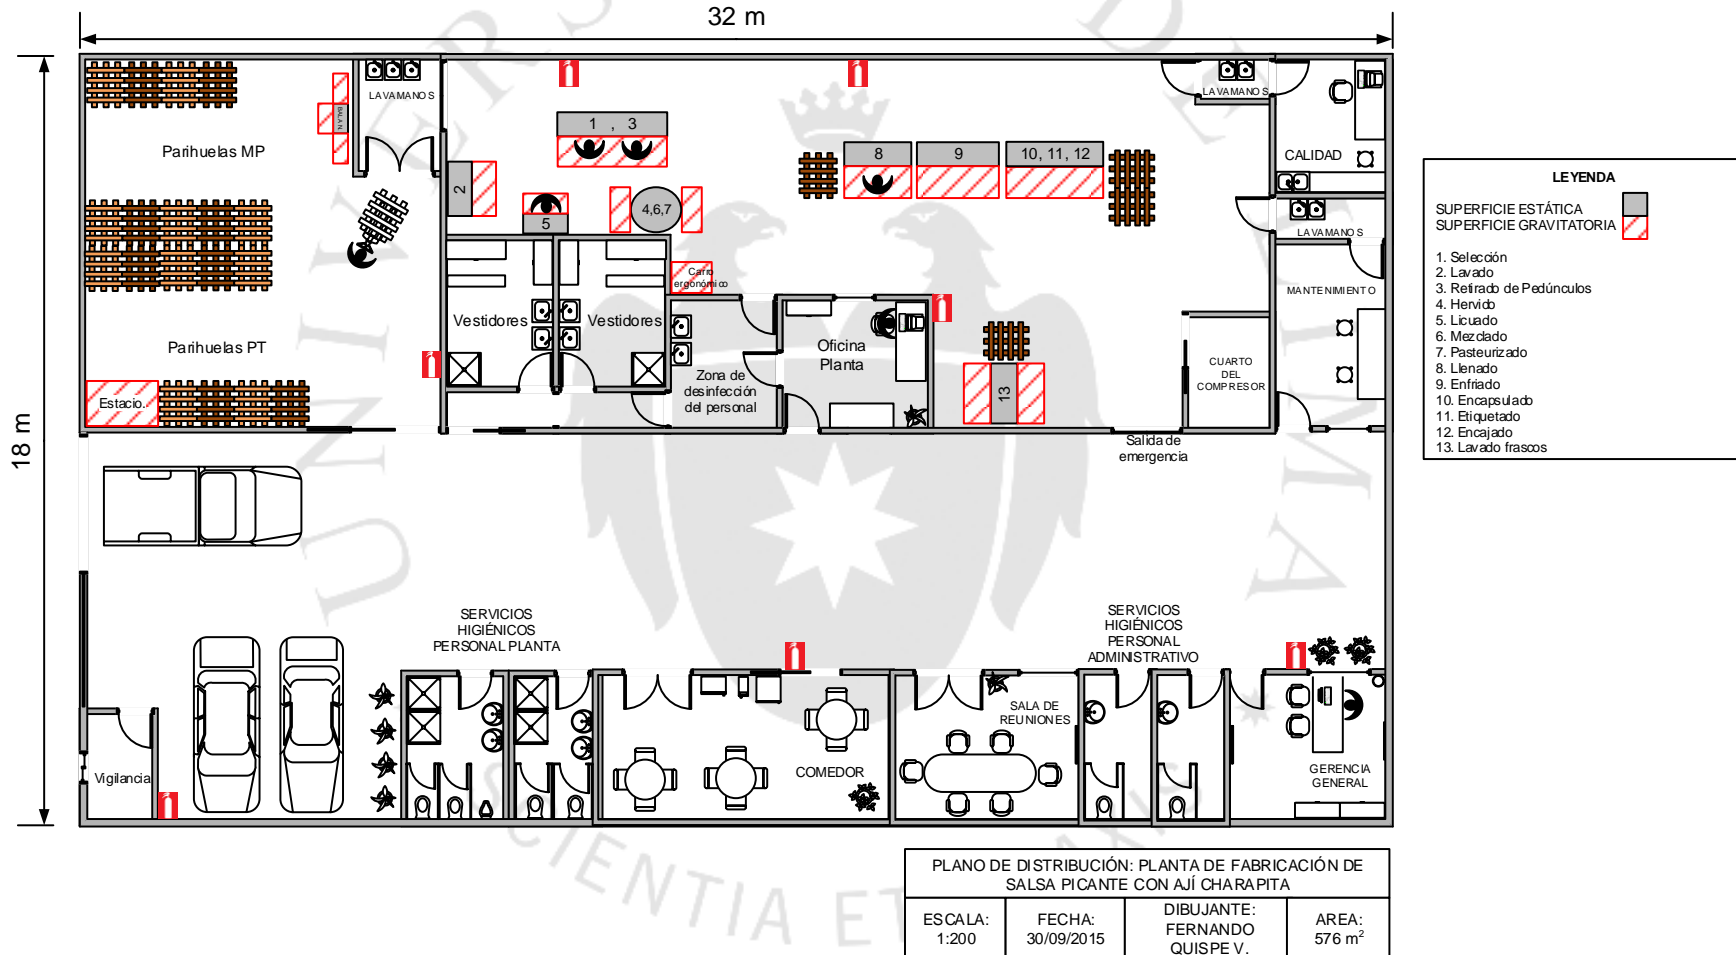 32 m
18 m
LAVAMANOS
BALAN.
Parihuelas MP
1 , 3
2
5
4,6,7
8
9
10, 11, 12
LAVAMANOS
CALIDAD
LAVAMANOS
MANTENIMIENTO
Carro
ergonómico
Vestidores
Vestidores
Parihuelas PT
Estacio.
Zona de
desinfección
del personal
Oficina
Planta
13
CUARTO
DEL
COMPRESOR
Salida de
emergencia
LEYENDA
SUPERFICIE ESTÁTICA
SUPERFICIE GRAVITATORIA
1. Selección
2. Lavado
3. Retirado de Pedúnculos
4. Hervido
5. Licuado
6. Mezclado
7. Pasteurizado
8. Llenado
9. Enfriado
10. Encapsulado
11. Etiquetado
12. Encajado
13. Lavado frascos
SERVICIOS
HIGIÉNICOS
PERSONAL PLANTA
SERVICIOS
HIGIÉNICOS
PERSONAL
ADMINISTRATIVO
Vigilancia
COMEDOR
SALA DE
REUNIONES
GERENCIA
GENERAL
PLANO DE DISTRIBUCIÓN: PLANTA DE FABRICACIÓN DE
SALSA PICANTE CON AJÍ CHARAPITA
ESCALA:
1:200
FECHA:
30/09/2015
DIBUJANTE:
FERNANDO
QUISPE V.
AREA:
576 m²
SCIENTIA ET